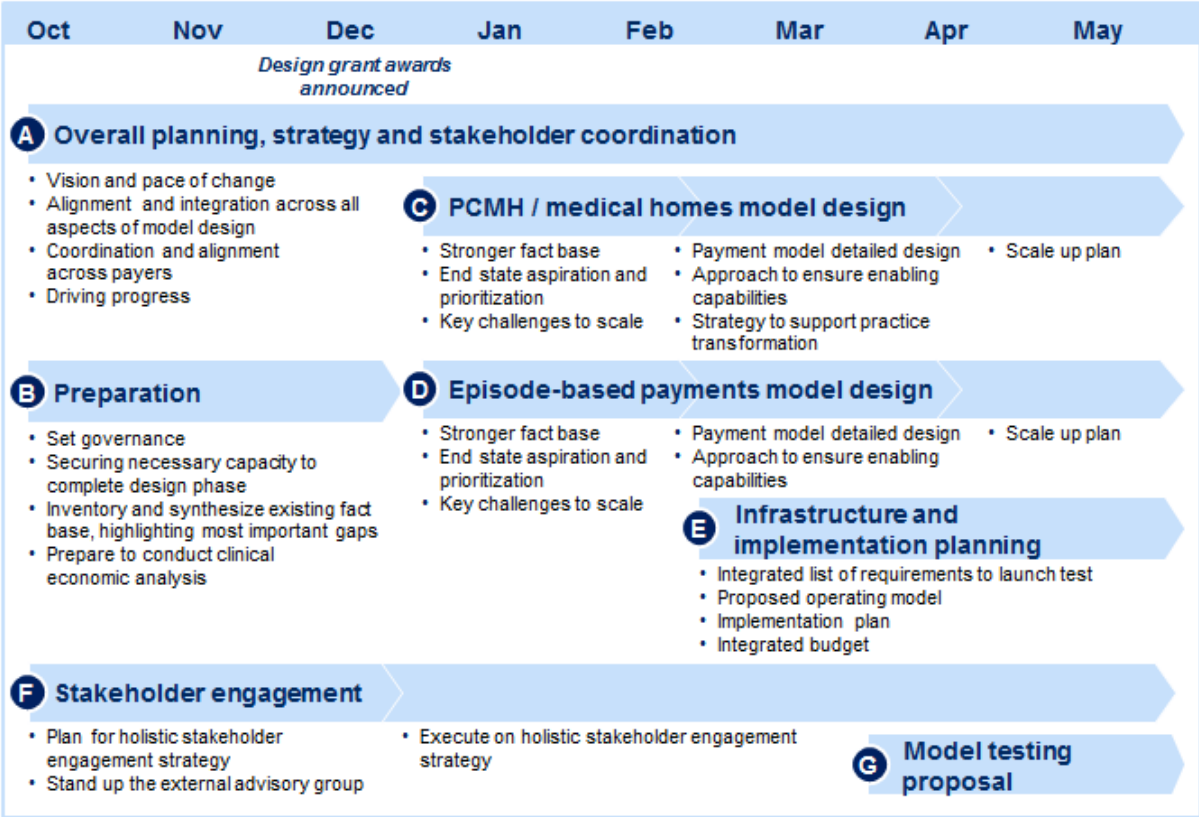 Oct Nov Dec Jan Feb Mar Apr May
Design grant awards
announced
A Overall planning, strategy and stakeholder coordination
• Vision and pace of change
• Alignment and integration across all
aspects of model design
• Coordination and alignment
across payers
• Driving progress
C PCMH / medical homes model design
• Stronger fact base
• End state aspiration and
prioritization
• Key challenges to scale
• Payment model detailed design
• Approach to ensure enabling
capabilities
• Strategy to support practice
transformation
• Scale up plan
B Preparation
• Set governance
• Securing necessary capacity to
complete design phase
• Inventory and synthesize existing fact
base, highlighting most important gaps
• Prepare to conduct clinical
economic analysis
D Episode-based payments model design
• Stronger fact base
• End state aspiration and
prioritization
• Key challenges to scale
• Payment model detailed design
• Approach to ensure enabling
capabilities
• Scale up plan
E Infrastructure and
implementation planning
• Integrated list of requirements to launch test
• Proposed operating model
• Implementation plan
• Integrated budget
F Stakeholder engagement
• Plan for holistic stakeholder
engagement strategy
• Stand up the external advisory group
• Execute on holistic stakeholder engagement
strategy
G Model testing
proposal